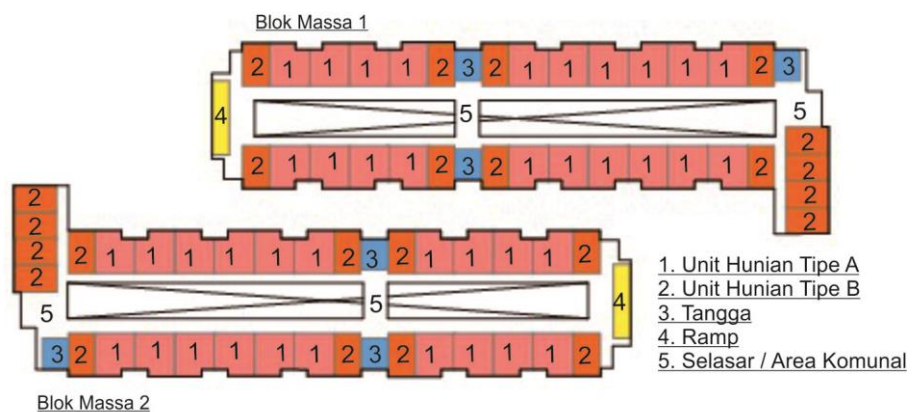 Blok Massa 1
2 1 1 1 1 2 3 2 1 1 1 1 1 1 2 3
4 5 5
2
2 1 1 1 1 2 3 2 1 1 1 1 1 1 2
2
2
2
2
2
2
2
2 1 1 1 1 1 1 2 3 2 1 1 1 1 2
5 5 4
3 2 1 1 1 1 1 1 2 3 2 1 1 1 1 2
Blok Massa 2
1. Unit Hunian Tipe A
2. Unit Hunian Tipe B
3. Tangga
4. Ramp
5. Selasar / Area Komunal